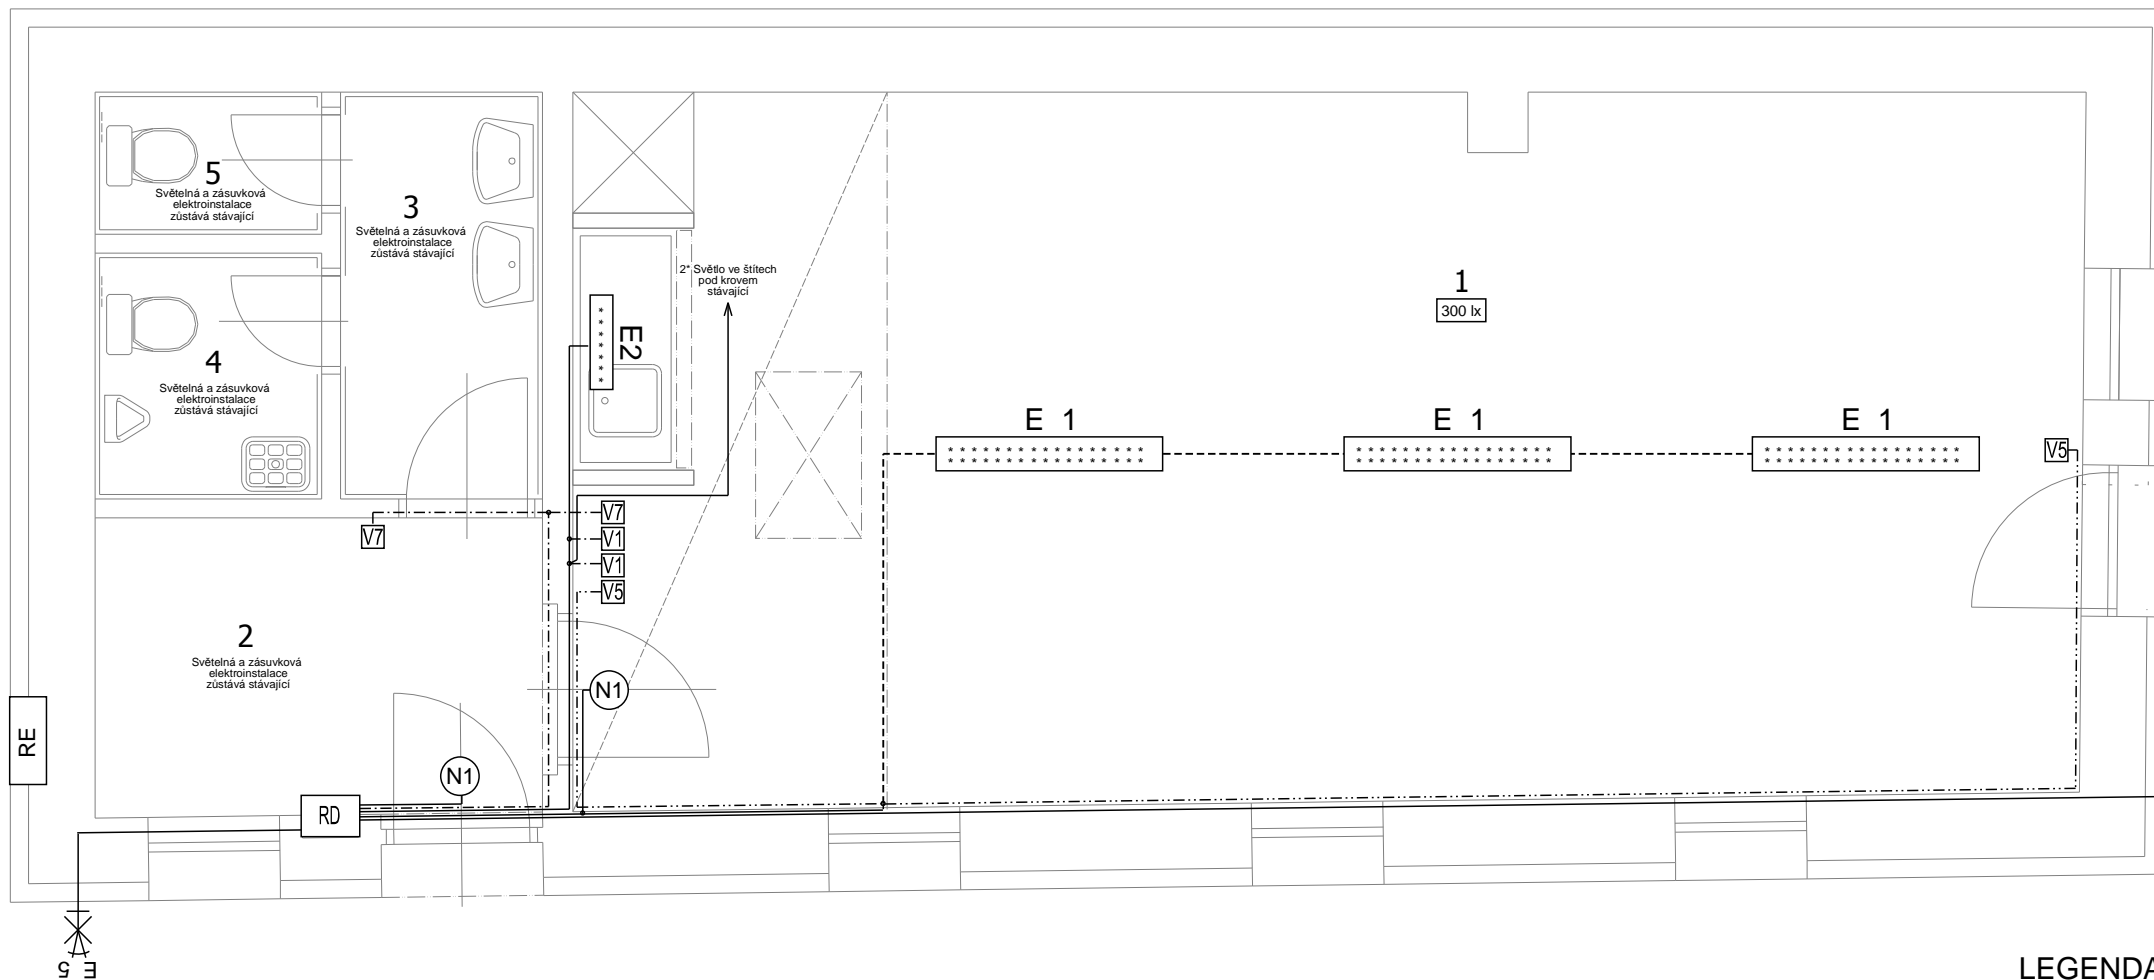 5
Světelná a zásuvková
elektroinstalace
zůstává stávající
3
Světelná a zásuvková
elektroinstalace
zůstává stávající
2* Světlo ve štítech
pod krovem
stávající
1
300 lx
E2
4
Světelná a zásuvková
elektroinstalace
zůstává stávající
E 1
E 1
E 1
V5
V7
V7
V1
V1
V5
2
Světelná a zásuvková
elektroinstalace
zůstává stávající
N1
RE
N1
RD
E 5
LEGENDA